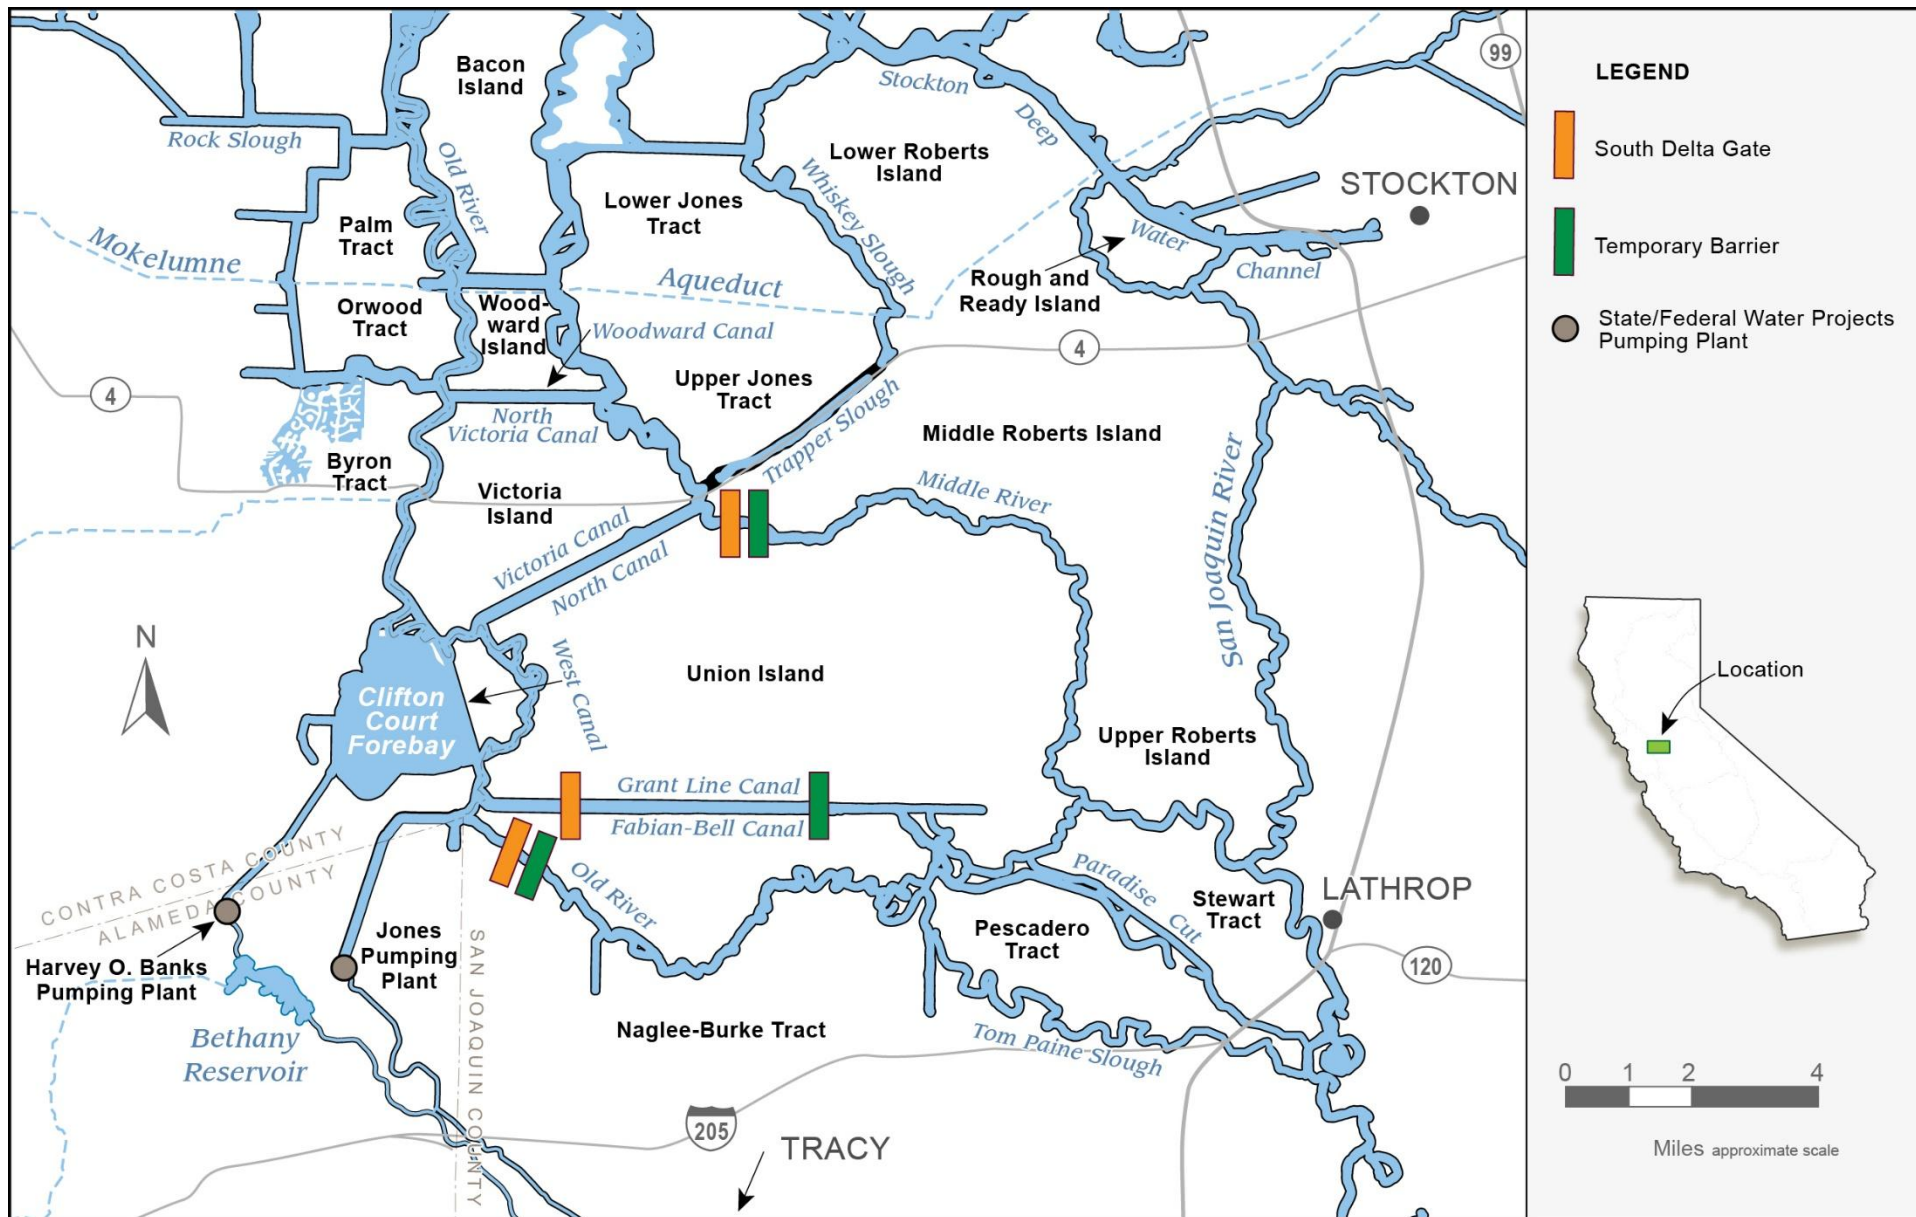 Bacon
Island
Stockton
99
LEGEND
Rock Slough
Old River
Deep
Lower Roberts
Island
South Delta Gate
Whiskey Slough
STOCKTON
Lower Jones
Tract
Palm
Tract
Mokelumne
Water
Channel
Temporary Barrier
Aqueduct
Rough and
Ready Island
Orwood
Tract
Wood-
ward
Island
Woodward Canal
State/Federal Water Projects
Pumping Plant
4
4
Upper Jones
Tract
North
Victoria Canal
Trapper Slough
Middle Roberts Island
Byron
Tract
Victoria
Island
Middle River
San Joaquin River
Victoria Canal
North Canal
N
West Canal
Union Island
Location
Clifton
Court
Forebay
Upper Roberts
Island
Grant Line Canal
Fabian-Bell Canal
CONTRA COSTA COUNTY
ALAMEDA COUNTY
Old River
Paradise Cut
Stewart
Tract
LATHROP
Pescadero
Tract
Jones
Pumping
Plant
SAN JOAQUIN COUNTY
120
Harvey O. Banks
Pumping Plant
Naglee-Burke Tract
Tom Paine Slough
Bethany
Reservoir
0 1 2 4
205
TRACY
Miles approximate scale